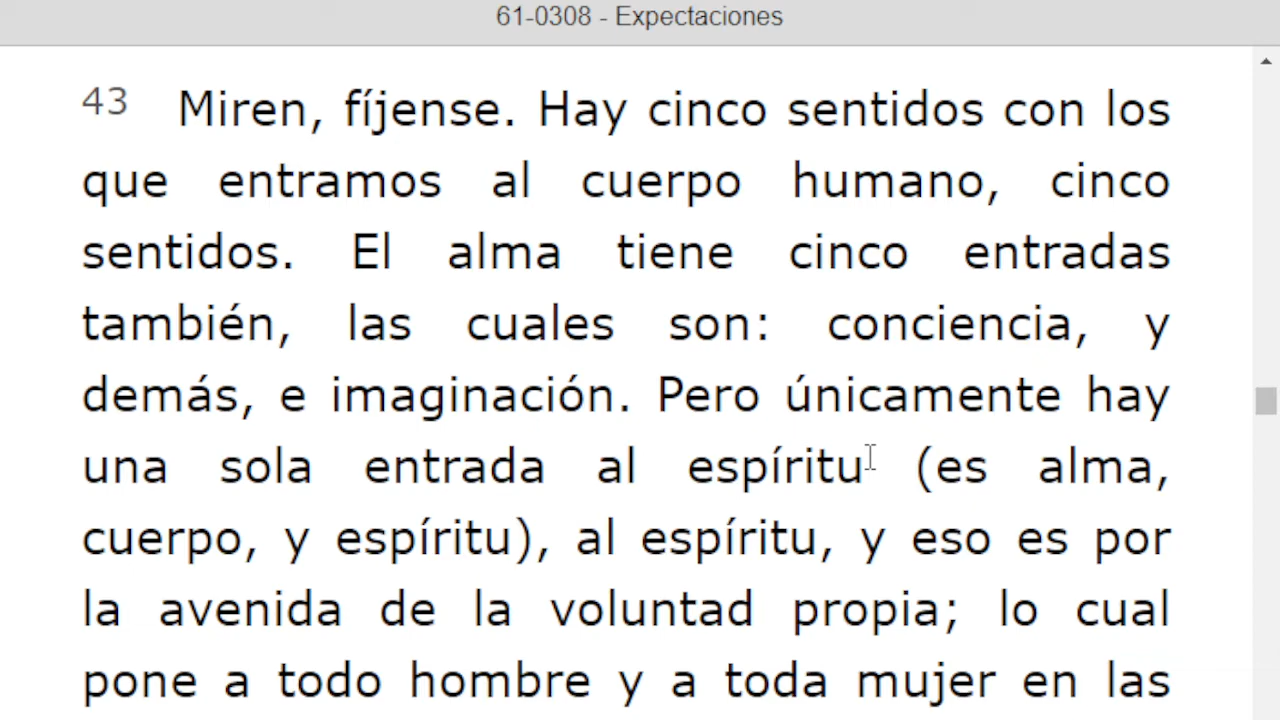 61-0308 - Expectaciones
43 Miren, fíjense. Hay cinco sentidos con los
que entramos al cuerpo humano, cinco
sentidos. El alma tiene cinco entradas
también, las cuales son: conciencia, y
demás, e imaginación. Pero únicamente hay
una sola entrada al espíritu (es alma,
cuerpo, y espíritu), al espíritu, y eso es por
la avenida de la voluntad propia; lo cual
pone a todo hombre y a toda mujer en las